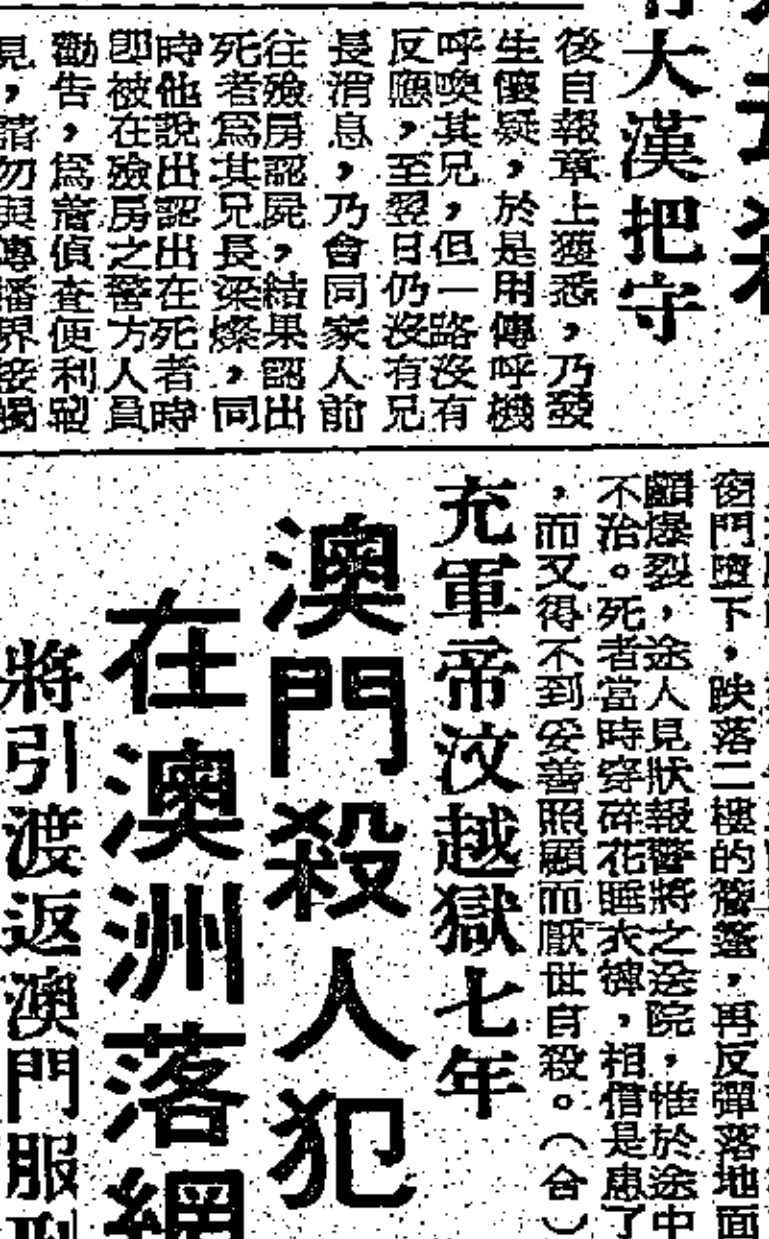 有大漢把守
後自報章上獲悉，乃發
生懷疑，於是用傳呼機
呼喚其兄，但一路沒有
反應，至翌日仍沒有兄
長消息，乃會同家人前
往殮房認屍，結果認出
死者爲其兄長梁燦，同
時他說出認出在死者時
即被在殮房之警方人員
勸告，爲著偵查便利起
見，請勿與傳播界接觸
窗門墮下，映落二樓的簷篷，再反彈落地面
顱爆裂，途人見狀報警將之送院，惟於途中
不治。死者當時穿碎花睡衣褲，相信是患了
，而又得不到妥善照顧而厭世自殺。（合）
充軍帝汶越獄七年
澳門殺人犯
在澳洲落網
將引渡返澳門服刑